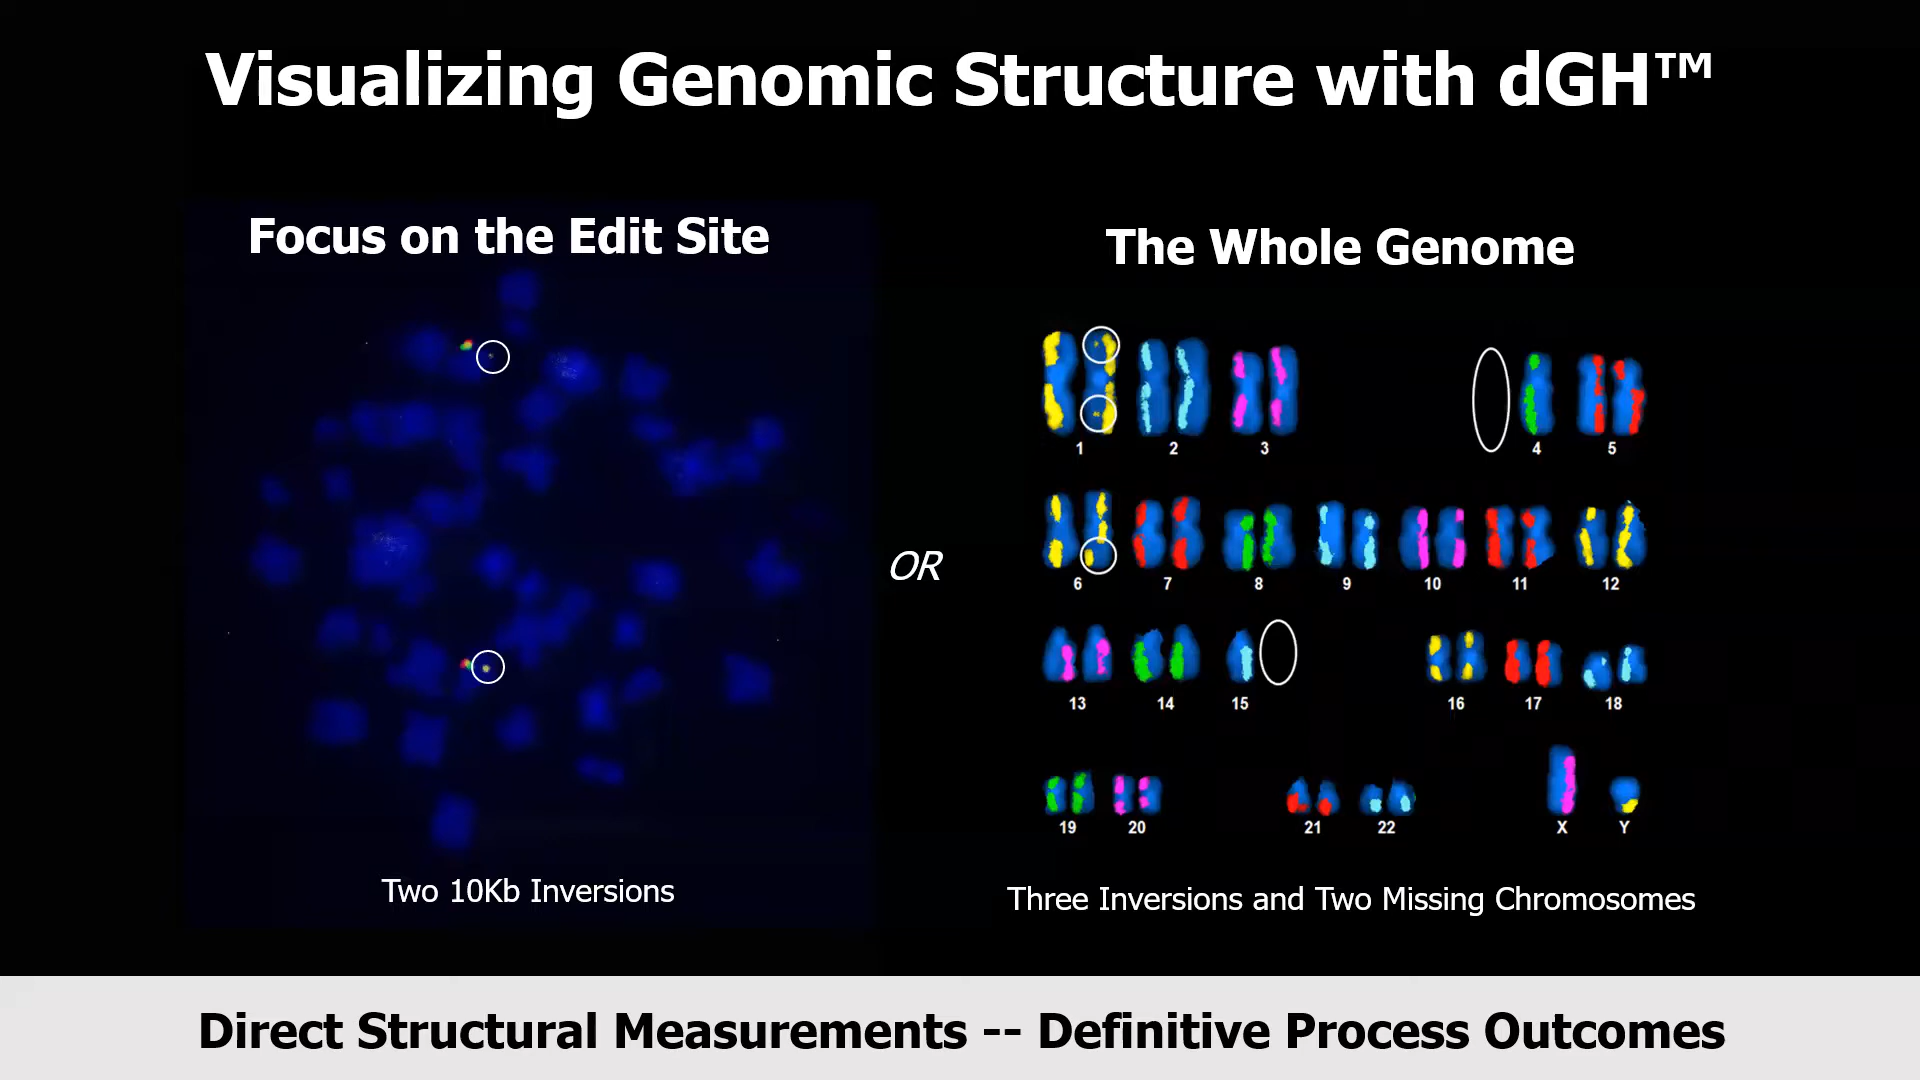 Visualizing Genomic Structure with dGH™
Focus on the Edit Site
The Whole Genome
1 2 3 4 5
6 7 8 9 10 11 12
OR
13 14 15 16 17 18
19 20 21 22 X Y
Two 10Kb Inversions
Three Inversions and Two Missing Chromosomes
Direct Structural Measurements -- Definitive Process Outcomes